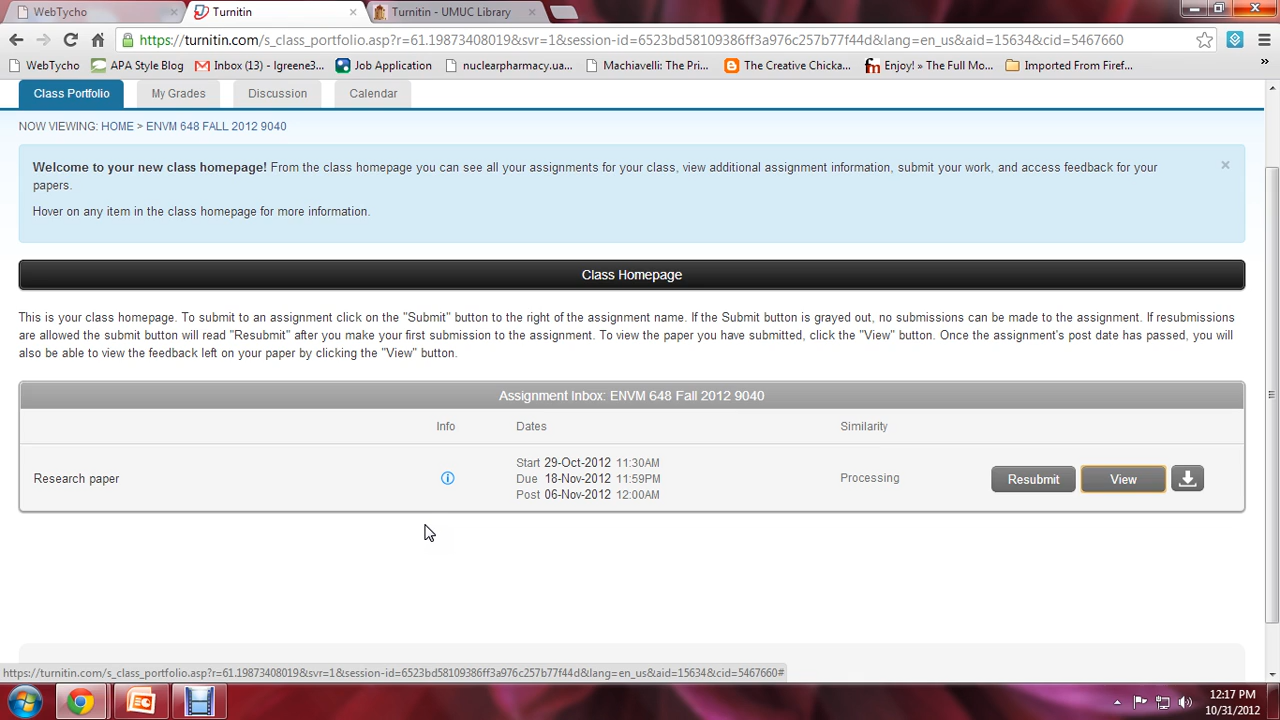 WebTycho
Turnitin
Turnitin - UMUC Library
https://turnitin.com/s_class_portfolio.asp?r=61.19873408019&svr=1&session-id=6523bd58586ff3a976c257b7f77f44d&lang=en_us&aid=15634&cid=5467660
WebTycho
APA Style Blog
Inbox (13) - lgreene3...
Job Application
nuclearpharmacy.ua...
Machiavelli: The Pri...
The Creative Chicka...
Enjoy! » The Full Mo...
Imported From Firef...
Class Portfolio
My Grades
Discussion
Calendar
NOW VIEWING: HOME > ENVM 648 FALL 2012 9040
Welcome to your new class homepage! From the class homepage you can see all your assignments for your class, view additional assignment information, submit your work, and access feedback for your
papers.
Hover on any item in the class homepage for more information.
Class Homepage
This is your class homepage. To submit to an assignment click on the "Submit" button to the right of the assignment name. If the Submit button is grayed out, no submissions can be made to the assignment. If resubmissions
are allowed the submit button will read "Resubmit" after you make your first submission to the assignment. To view the paper you have submitted, click the "View" button. Once the assignment's post date has passed, you will
also be able to view the feedback left on your paper by clicking the "View" button.
Assignment Inbox: ENVM 648 Fall 2012 9040
Info
Dates
Similarity
Research paper
Start 29-Oct-2012 11:30AM
Due 18-Nov-2012 11:59PM
Post 06-Nov-2012 12:00AM
Processing
Resubmit
View
https://turnitin.com/s_class_portfolio.asp?r=61.19873408019&svr=1&session-id=6523bd58186ff3a976c257b77f44d&lang=en_us&aid=15634&cid=5467660#
12:17 PM
10/31/2012